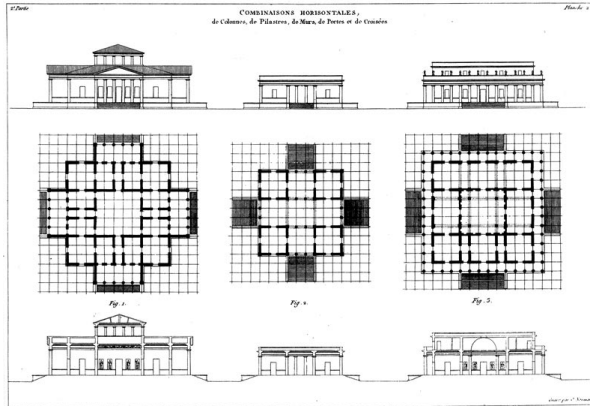 2e Partie
COMBINAISONS HORISONTALES,
de Colonnes, de Pilastres, de Murs, de Portes et de Croisées
Planche 2
Fig. 1.
Fig. 2.
Fig. 3.